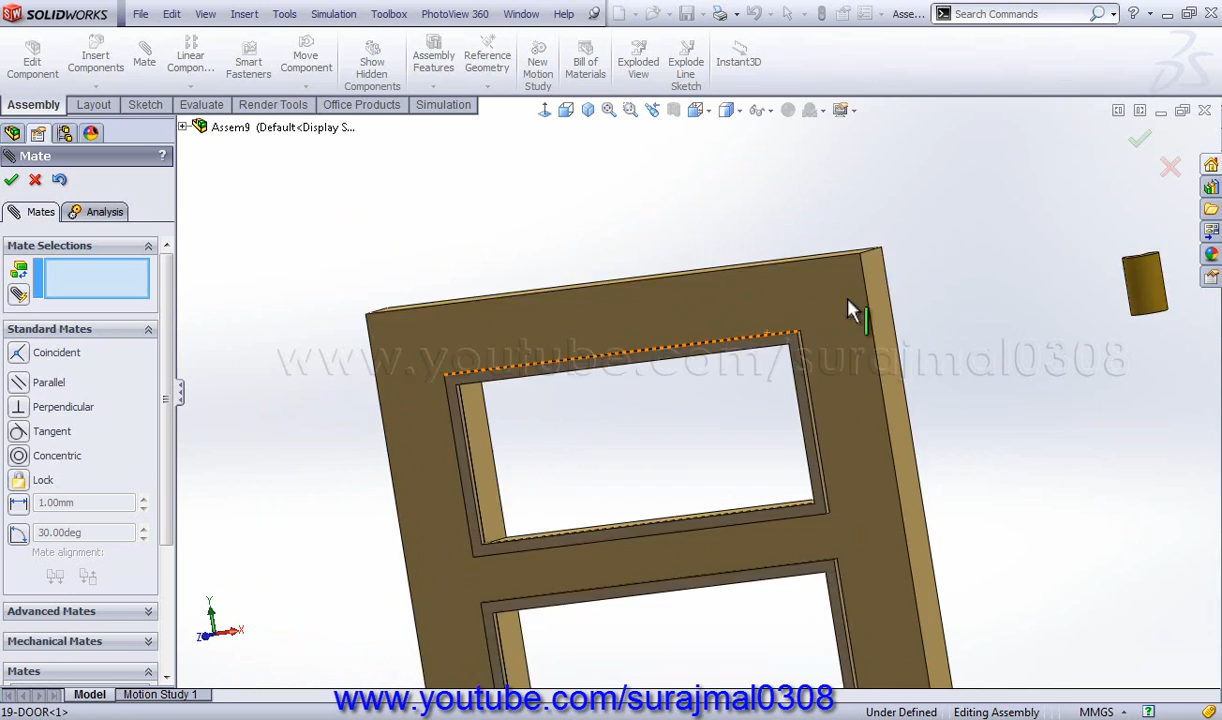 SOLIDWORKS File Edit View Insert Tools Simulation Toolbox PhotoView 360 Window Help Asse... Search Commands ?
Edit Component
Insert Components
Mate
Linear Compon...
Smart Fasteners
Move Component
Show Hidden Components
Assembly Features
Reference Geometry
New Motion Study
Bill of Materials
Exploded View
Explode Line Sketch
Instant3D
Assembly Layout Sketch Evaluate Render Tools Office Products Simulation
Assem9 (Default<Display S...
Mate ?
Mates Analysis
Mate Selections
Standard Mates
Coincident
Parallel
Perpendicular
Tangent
Concentric
Lock
1.00mm
30.00deg
Mate alignment:
Advanced Mates
Mechanical Mates
Mates
www.youtube.com/surajmal0308
Y
X
Z
Model Motion Study 1
www.youtube.com/surajmal0308
19-DOOR<1> Under Defined Editing Assembly MMGS ?